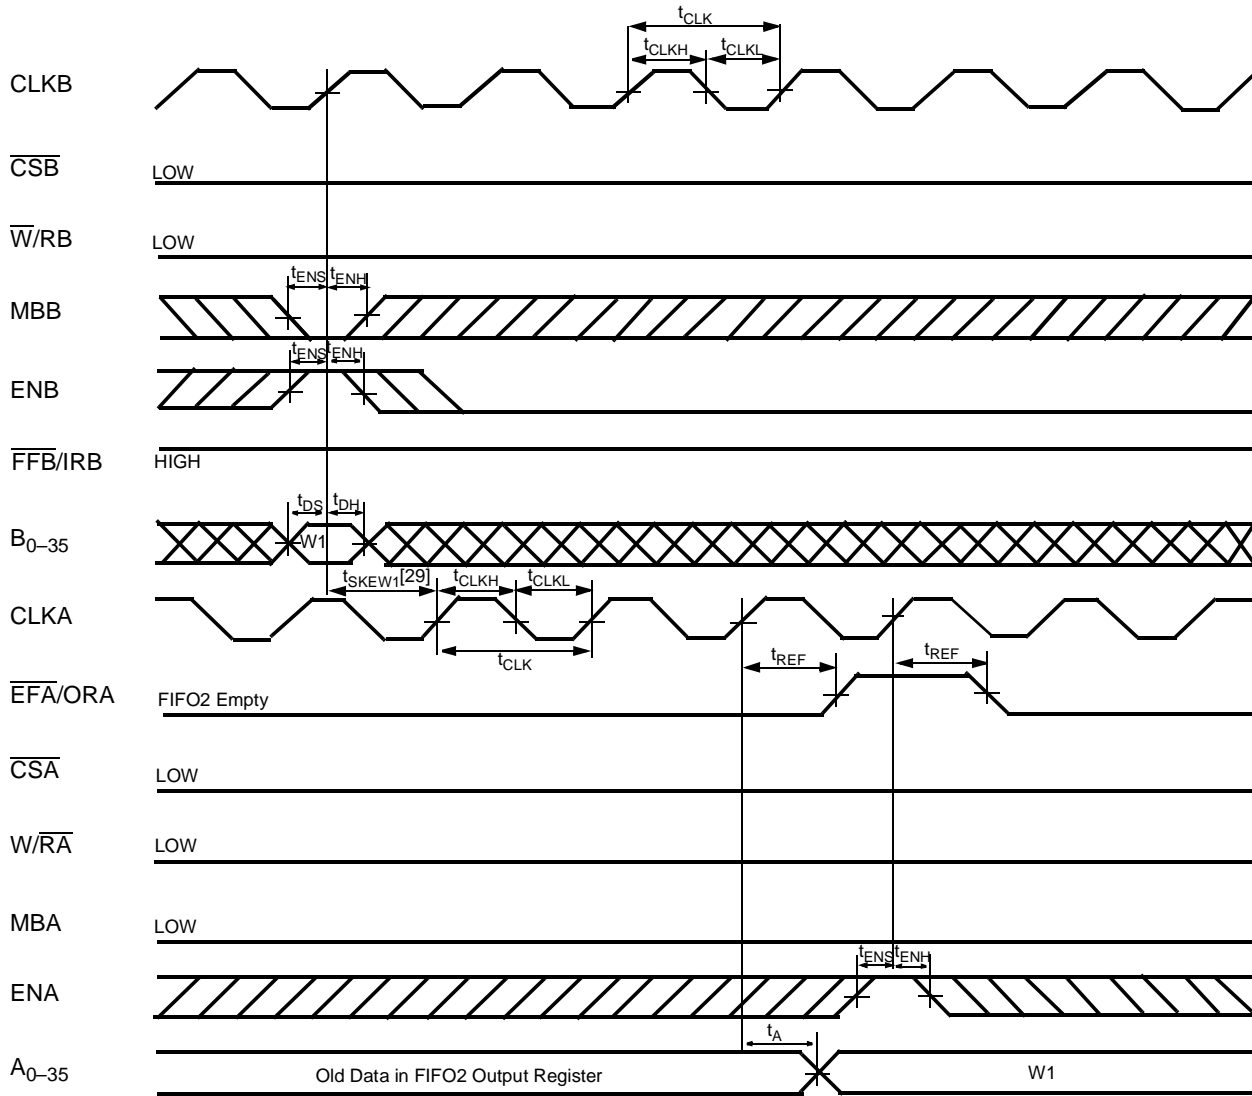 tCLK
tCLKH tCLKL
CLKB
CSB LOW
W/RB LOW
tENS tENH
MBB
tENS tENH
ENB
FFB/IRB HIGH
tDS tDH
B0–35 W1
tSKEW1[29] tCLKH tCLKL
CLKA
tCLK
tREF tREF
EFA/ORA FIFO2 Empty
CSA LOW
W/RA LOW
MBA LOW
tENS tENH
ENA
tA
A0–35 Old Data in FIFO2 Output Register W1